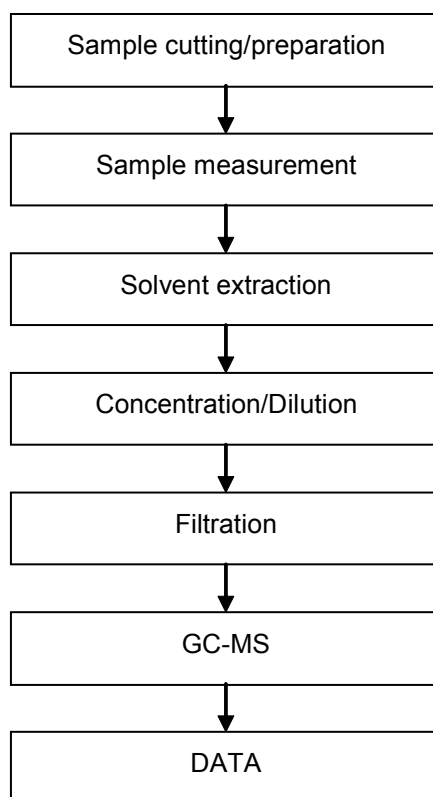 Sample cutting/preparation
Sample measurement
Solvent extraction
Concentration/Dilution
Filtration
GC-MS
DATA